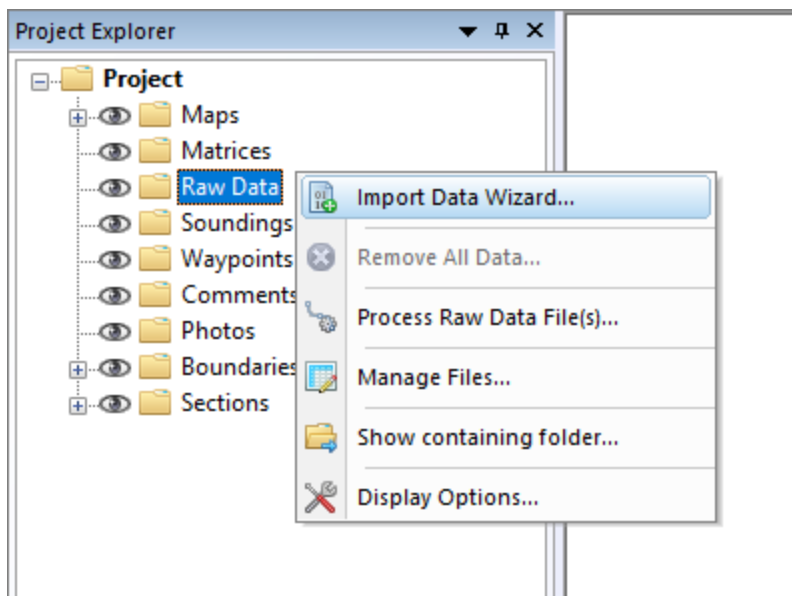 Project Explorer
Project
Maps
Matrices
Raw Data
Soundings
Waypoints
Comments
Photos
Boundaries
Sections
Import Data Wizard...
Remove All Data...
Process Raw Data File(s)...
Manage Files...
Show containing folder...
Display Options...